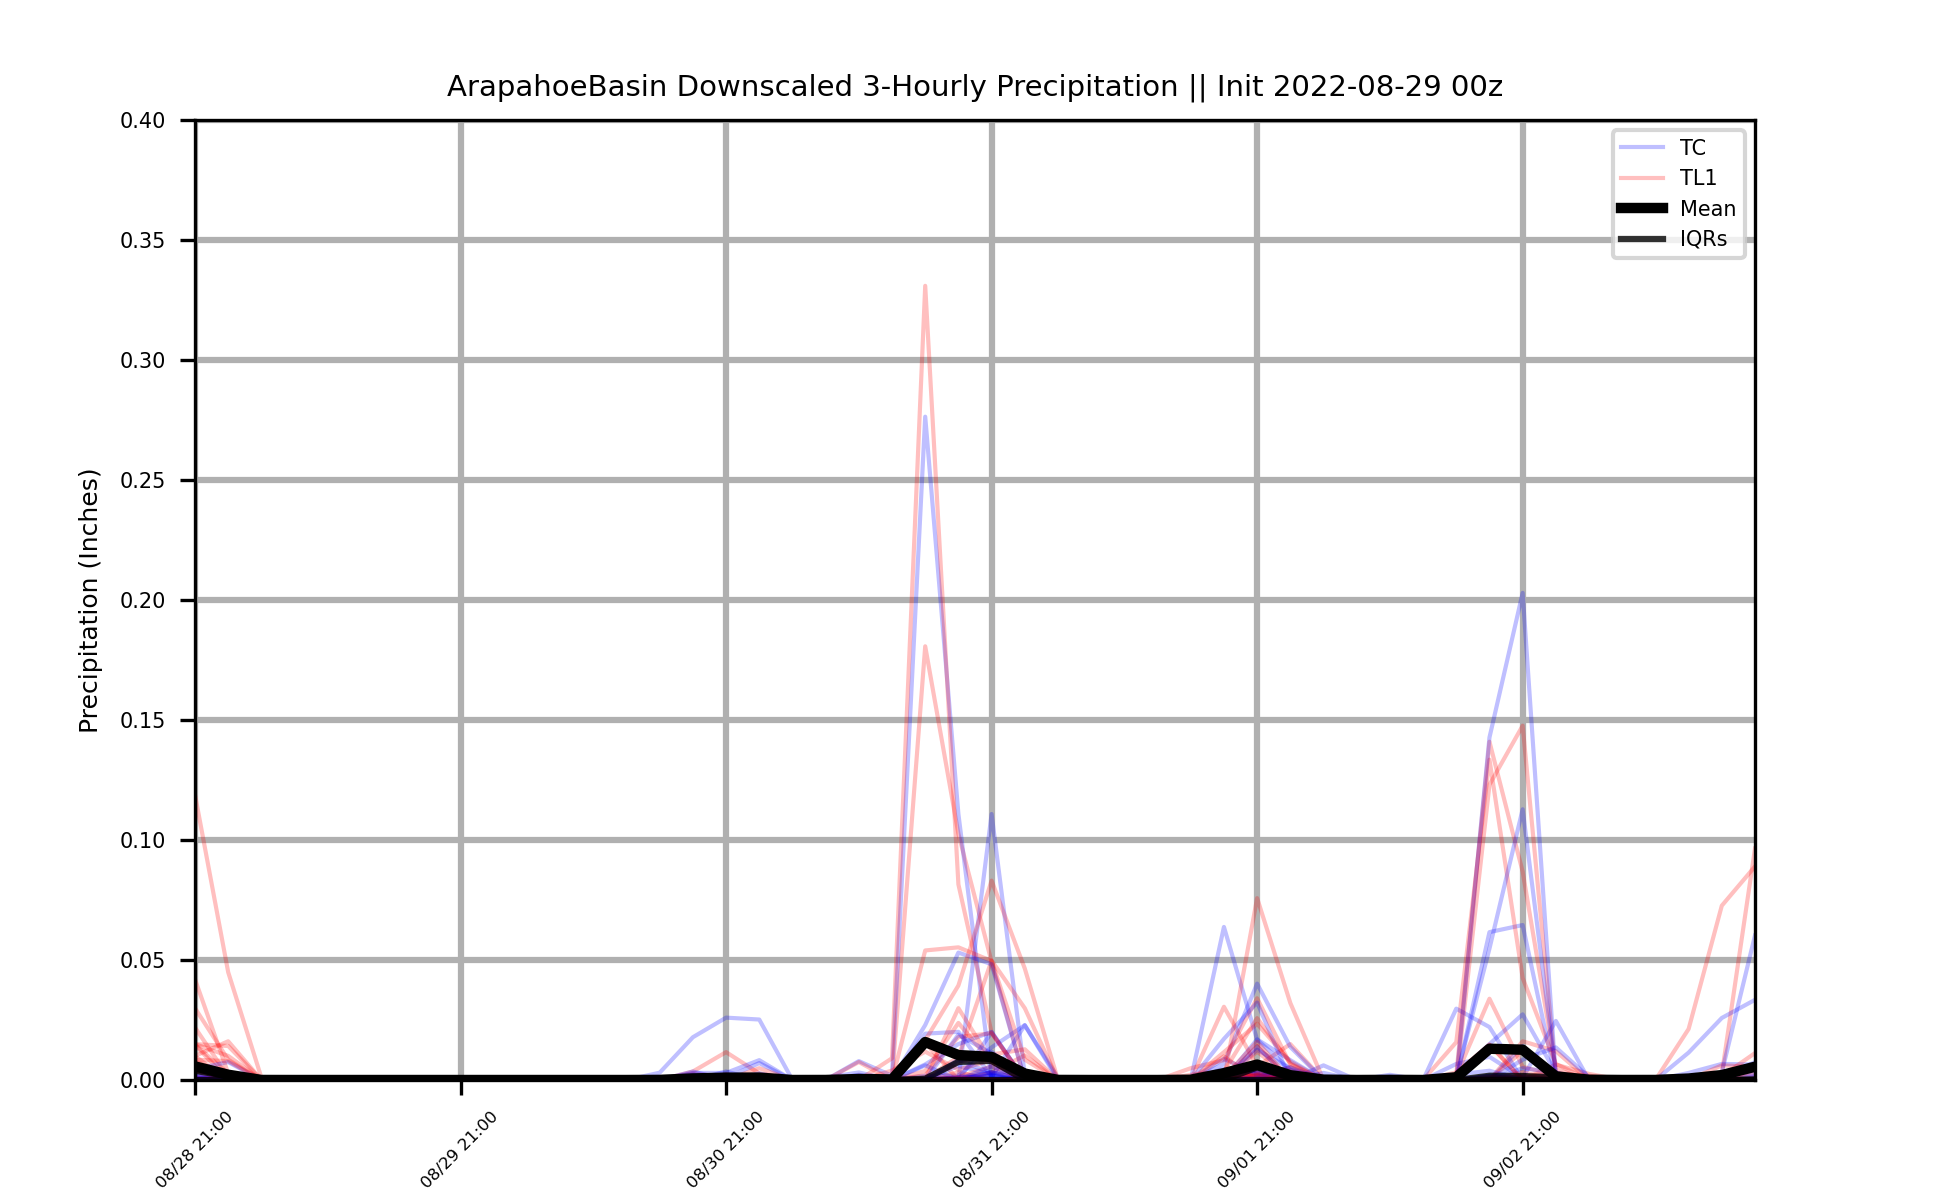 ArapahoeBasin Downscaled 3-Hourly Precipitation || Init 2022-08-29 00z
Precipitation (Inches)
0.40
0.35
0.30
0.25
0.20
0.15
0.10
0.05
0.00
TC
TL1
Mean
IQRs
08/28 21:00
08/29 21:00
08/30 21:00
08/31 21:00
09/01 21:00
09/02 21:00